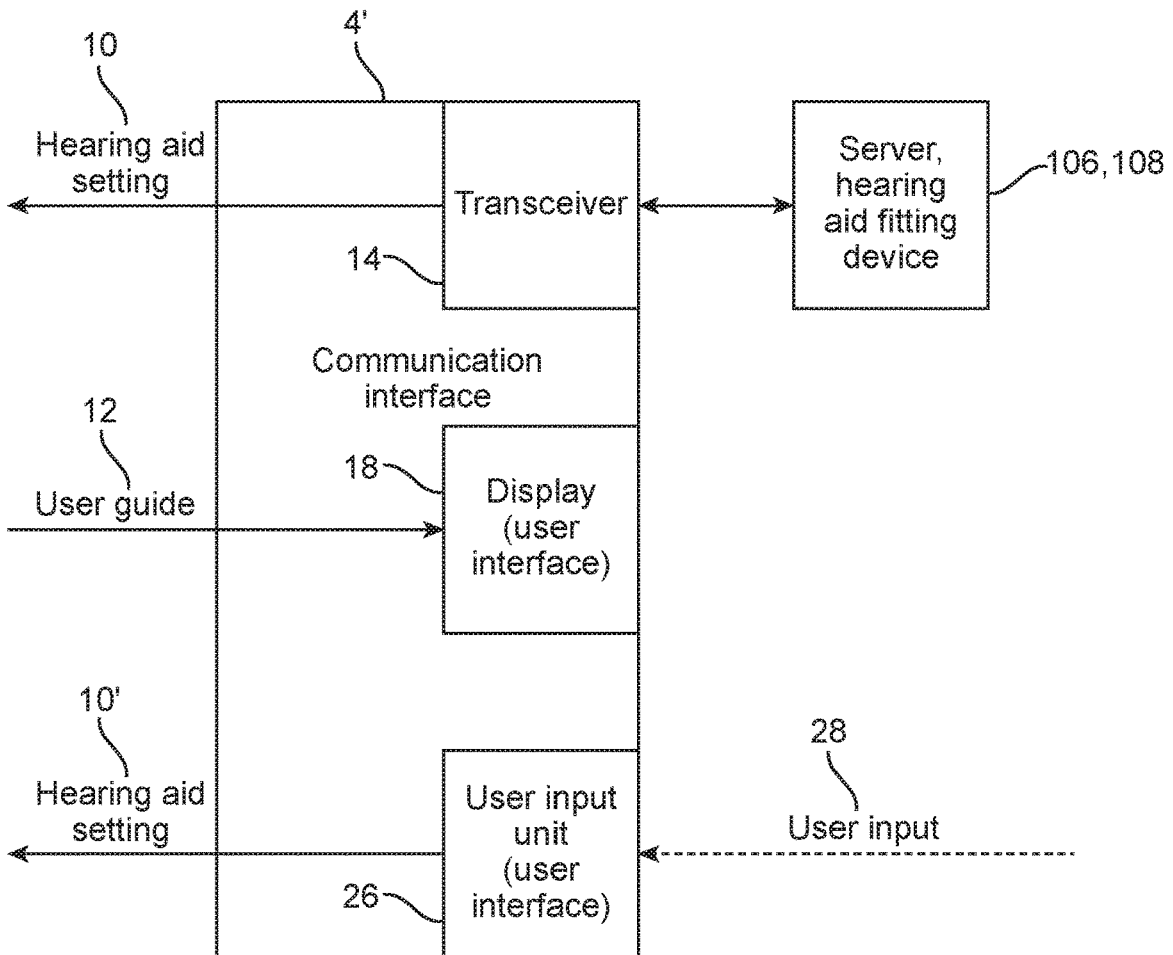 4'
10
Hearing aid
setting
Transceiver
14
Server,
hearing
aid fitting
device
106,108
Communication
interface
12
User guide
18
Display
(user
interface)
10'
Hearing aid
setting
User input
unit
(user
interface)
26
28
User input